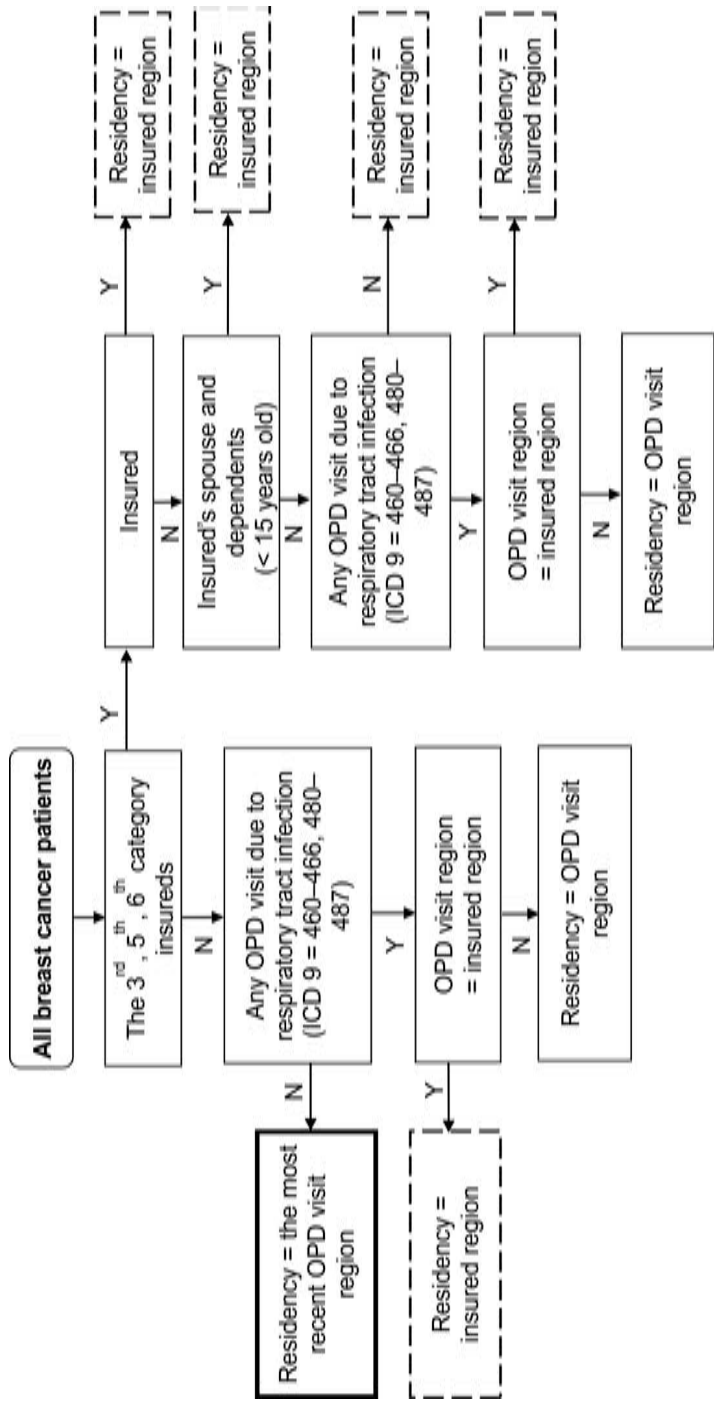 All breast cancer patients
The 3rd, 5th, 6th category
insureds
Y
N
Any OPD visit due to
respiratory tract infection
(ICD 9 = 460–466, 480–
487)
N
Residency = the most
recent OPD visit
region
Y
OPD visit region
= insured region
Y
Residency =
insured region
N
Residency = OPD visit
region
Insured
Y
Residency =
insured region
N
Insured's spouse and
dependents
(< 15 years old)
Y
Residency =
insured region
N
Any OPD visit due to
respiratory tract infection
(ICD 9 = 460–466, 480–
487)
N
Residency =
insured region
Y
OPD visit region
= insured region
Y
Residency =
insured region
N
Residency = OPD visit
region